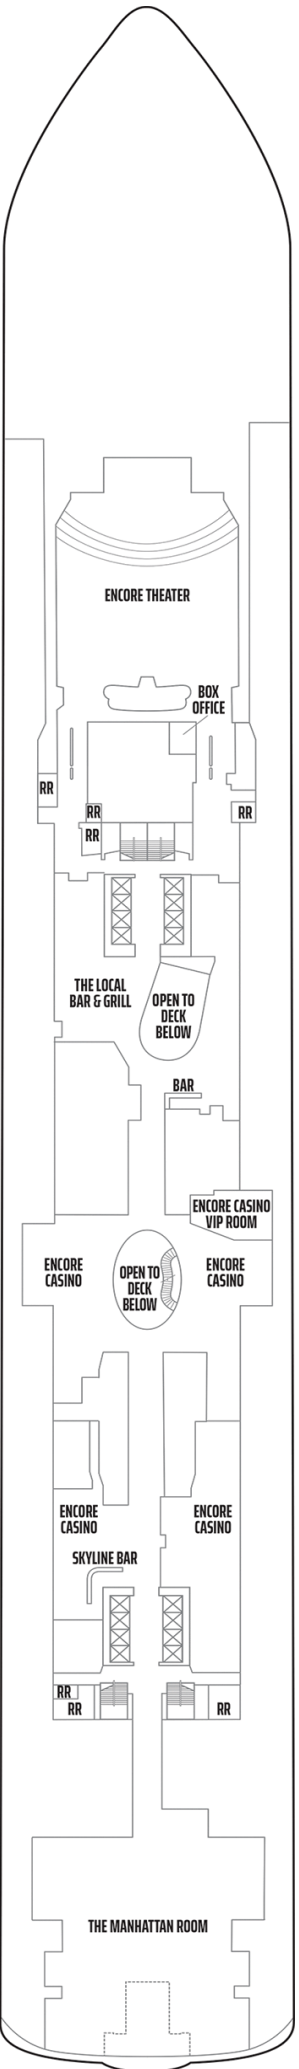 ENCORE THEATER
BOX
OFFICE
RR
RR
RR
RR
THE LOCAL
BAR & GRILL
OPEN TO
DECK
BELOW
BAR
ENCORE CASINO
VIP ROOM
ENCORE
CASINO
OPEN TO
DECK
BELOW
ENCORE
CASINO
ENCORE
CASINO
ENCORE
CASINO
SKYLINE BAR
RR
RR
RR
THE MANHATTAN ROOM